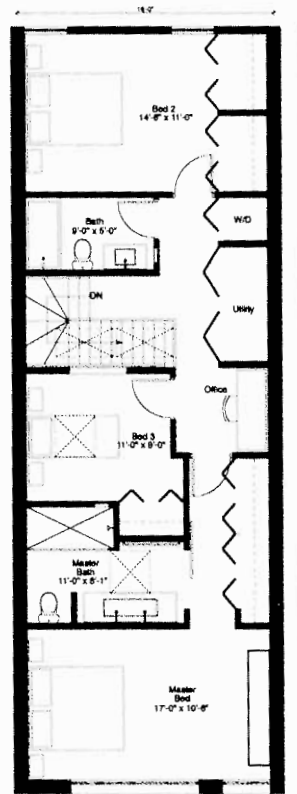 Bed 2
14'-8" x 11'-0"
Bath
9'-0" x 5'-0"
W/D
DN
Utility
Office
Bed 3
11'-0" x 9'-0"
Master
Bath
11'-0" x 8'-1"
Master
Bed
17'-0" x 10'-8"